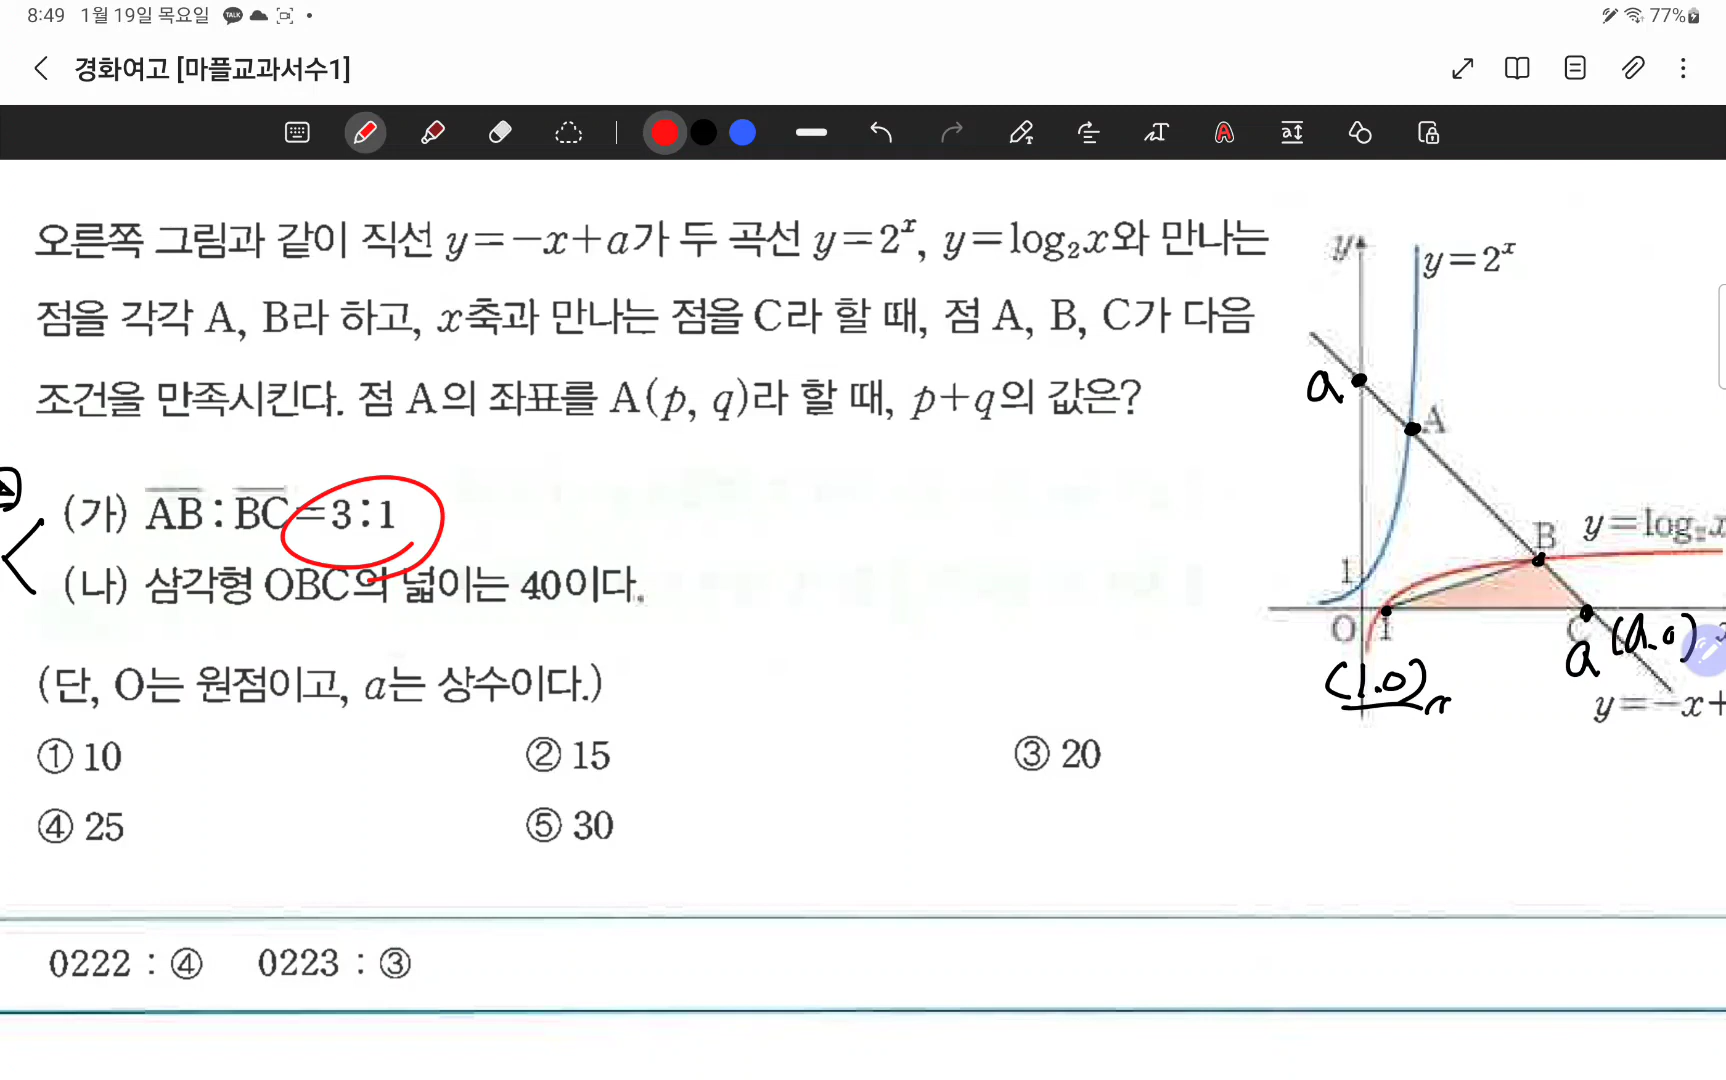 8:49 1월 19일 목요일 TALK 77%
경화여고 [마플교과서수1]
오른쪽 그림과 같이 직선 y=−x+a가 두 곡선 y=2ˣ, y=log₂x와 만나는
점을 각각 A, B라 하고, x축과 만나는 점을 C라 할 때, 점 A, B, C가 다음
조건을 만족시킨다. 점 A의 좌표를 A(p, q)라 할 때, p+q의 값은?
(가) AB : BC=3 : 1
(나) 삼각형 OBC의 넓이는 40이다.
(단, O는 원점이고, a는 상수이다.)
① 10 ② 15 ③ 20
④ 25 ⑤ 30
y
y=2ˣ
a
A
B
y=log₂x
1
O
1
C
(a.0)
a
(1.0)
y=−x+
0222 : ④ 0223 : ③